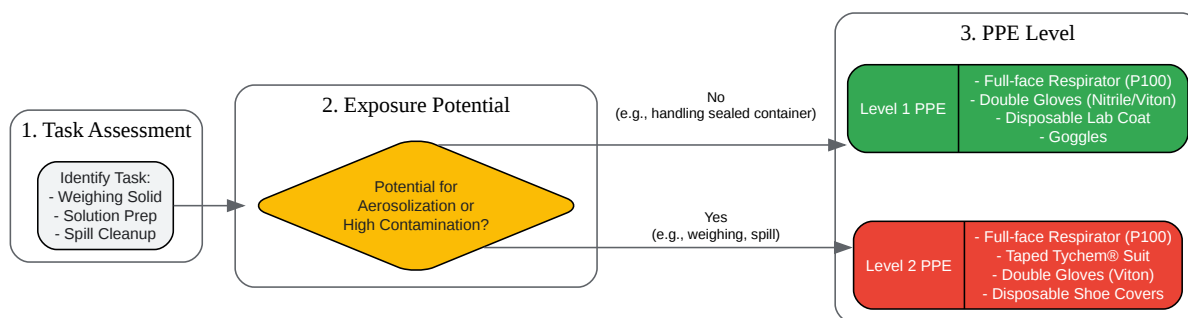 1. Task Assessment
Identify Task:
- Weighing Solid
- Solution Prep
- Spill Cleanup
2. Exposure Potential
Potential for
Aerosolization or
High Contamination?
No
(e.g., handling sealed container)
Yes
(e.g., weighing, spill)
3. PPE Level
Level 1 PPE
- Full-face Respirator (P100)
- Double Gloves (Nitrile/Viton)
- Disposable Lab Coat
- Goggles
Level 2 PPE
- Full-face Respirator (P100)
- Taped Tychem® Suit
- Double Gloves (Viton)
- Disposable Shoe Covers